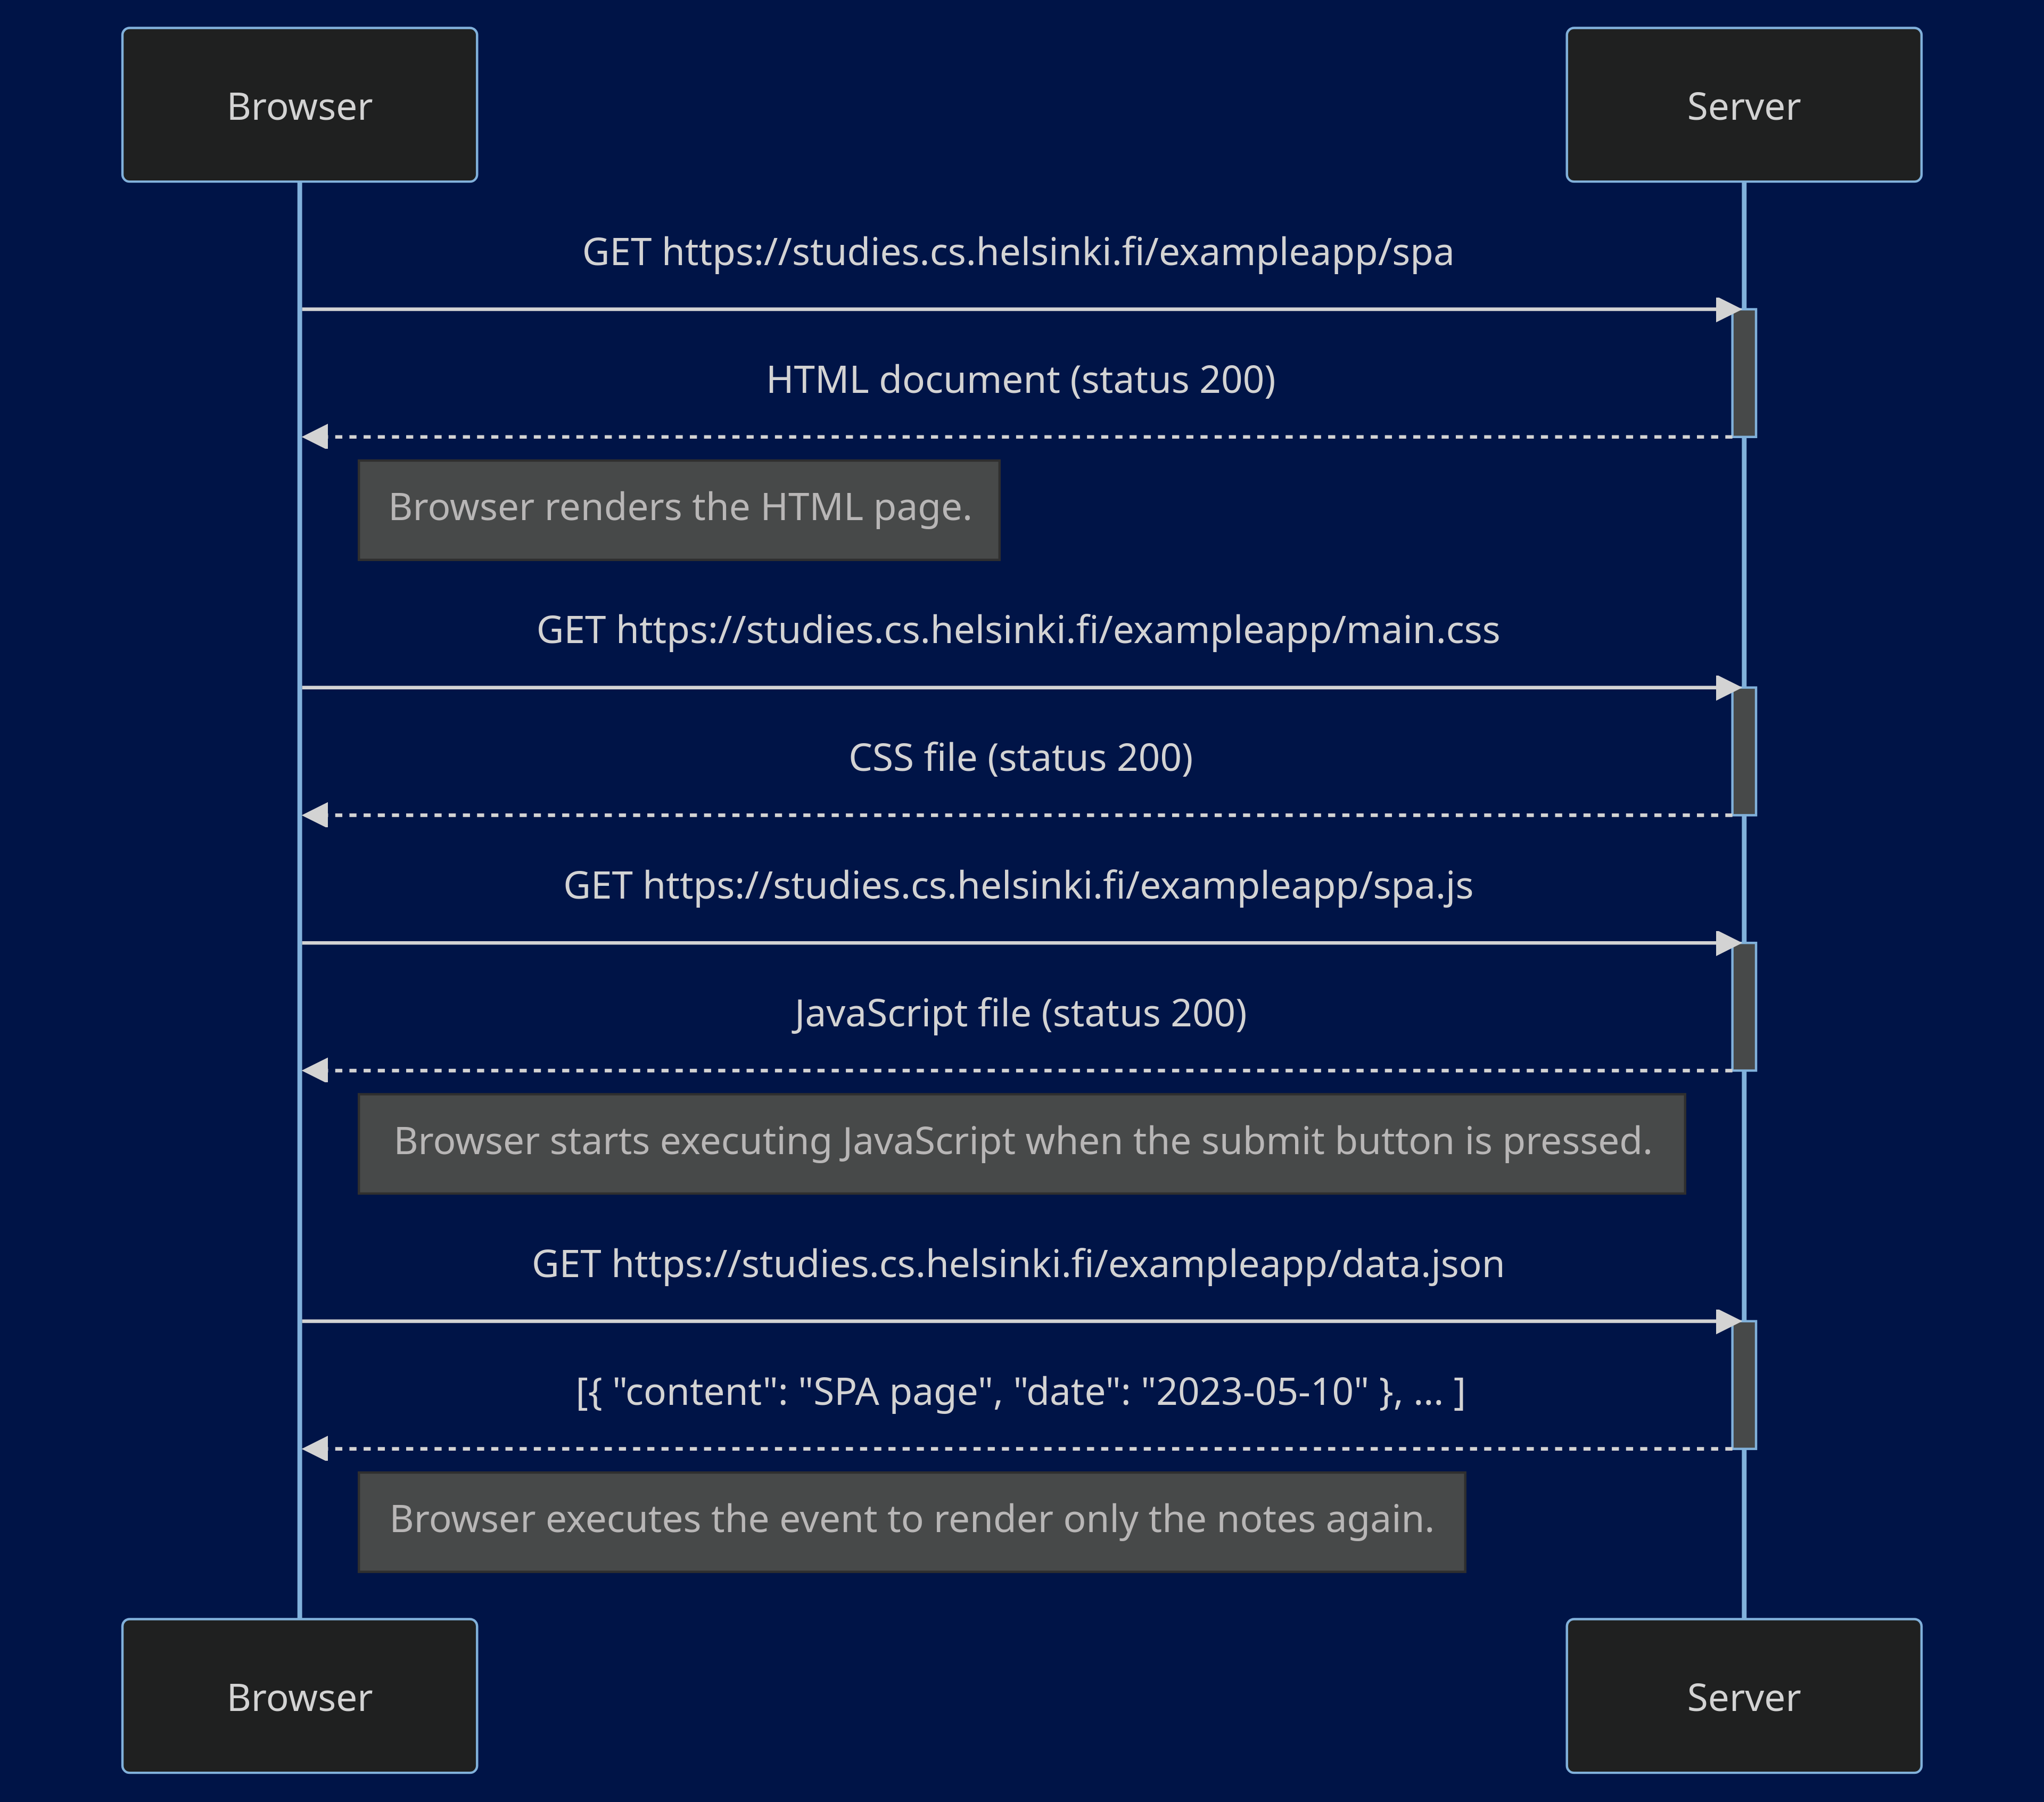 Browser
Server
GET https://studies.cs.helsinki.fi/exampleapp/spa
HTML document (status 200)
Browser renders the HTML page.
GET https://studies.cs.helsinki.fi/exampleapp/main.css
CSS file (status 200)
GET https://studies.cs.helsinki.fi/exampleapp/spa.js
JavaScript file (status 200)
Browser starts executing JavaScript when the submit button is pressed.
GET https://studies.cs.helsinki.fi/exampleapp/data.json
[{ "content": "SPA page", "date": "2023-05-10" }, ... ]
Browser executes the event to render only the notes again.
Browser
Server